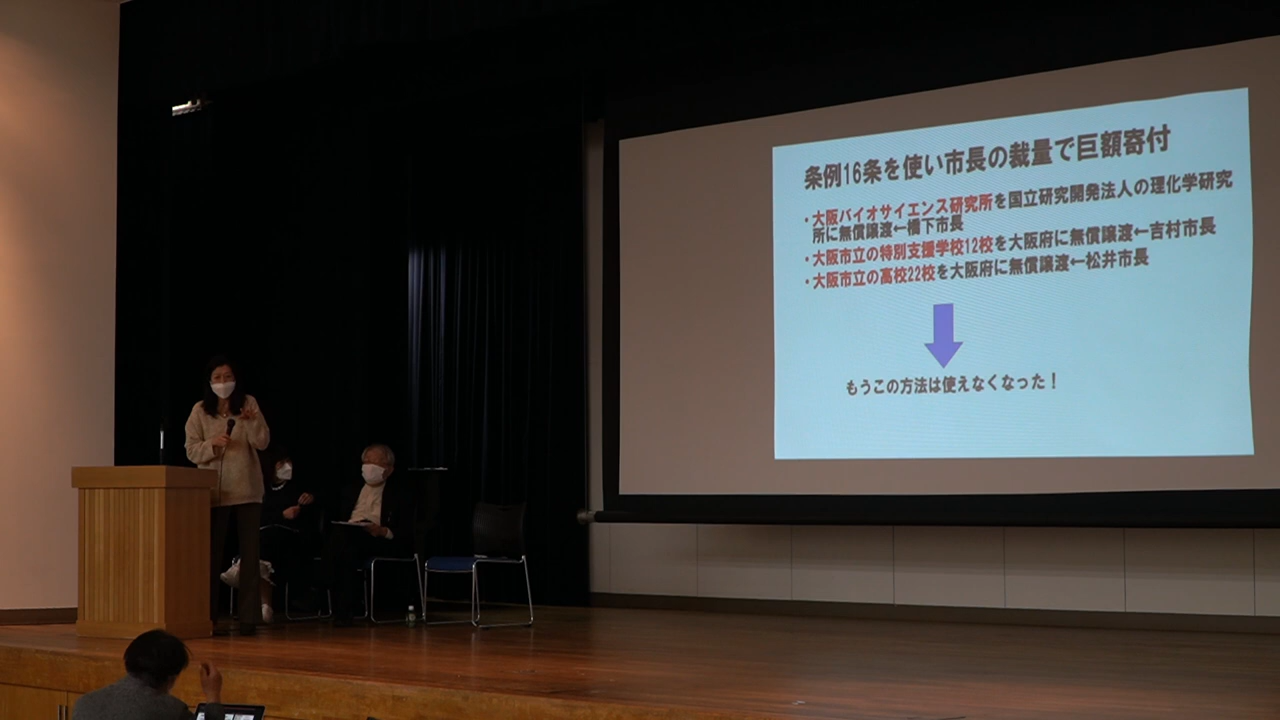 条例16条を使い市長の裁量で巨額寄付
・大阪バイオサイエンス研究所を国立研究開発法人の理化学研究
所に無償譲渡←橋下市長
・大阪市立の特別支援学校12校を大阪府に無償譲渡←吉村市長
・大阪市立の高校22校を大阪府に無償譲渡←松井市長
もうこの方法は使えなくなった！